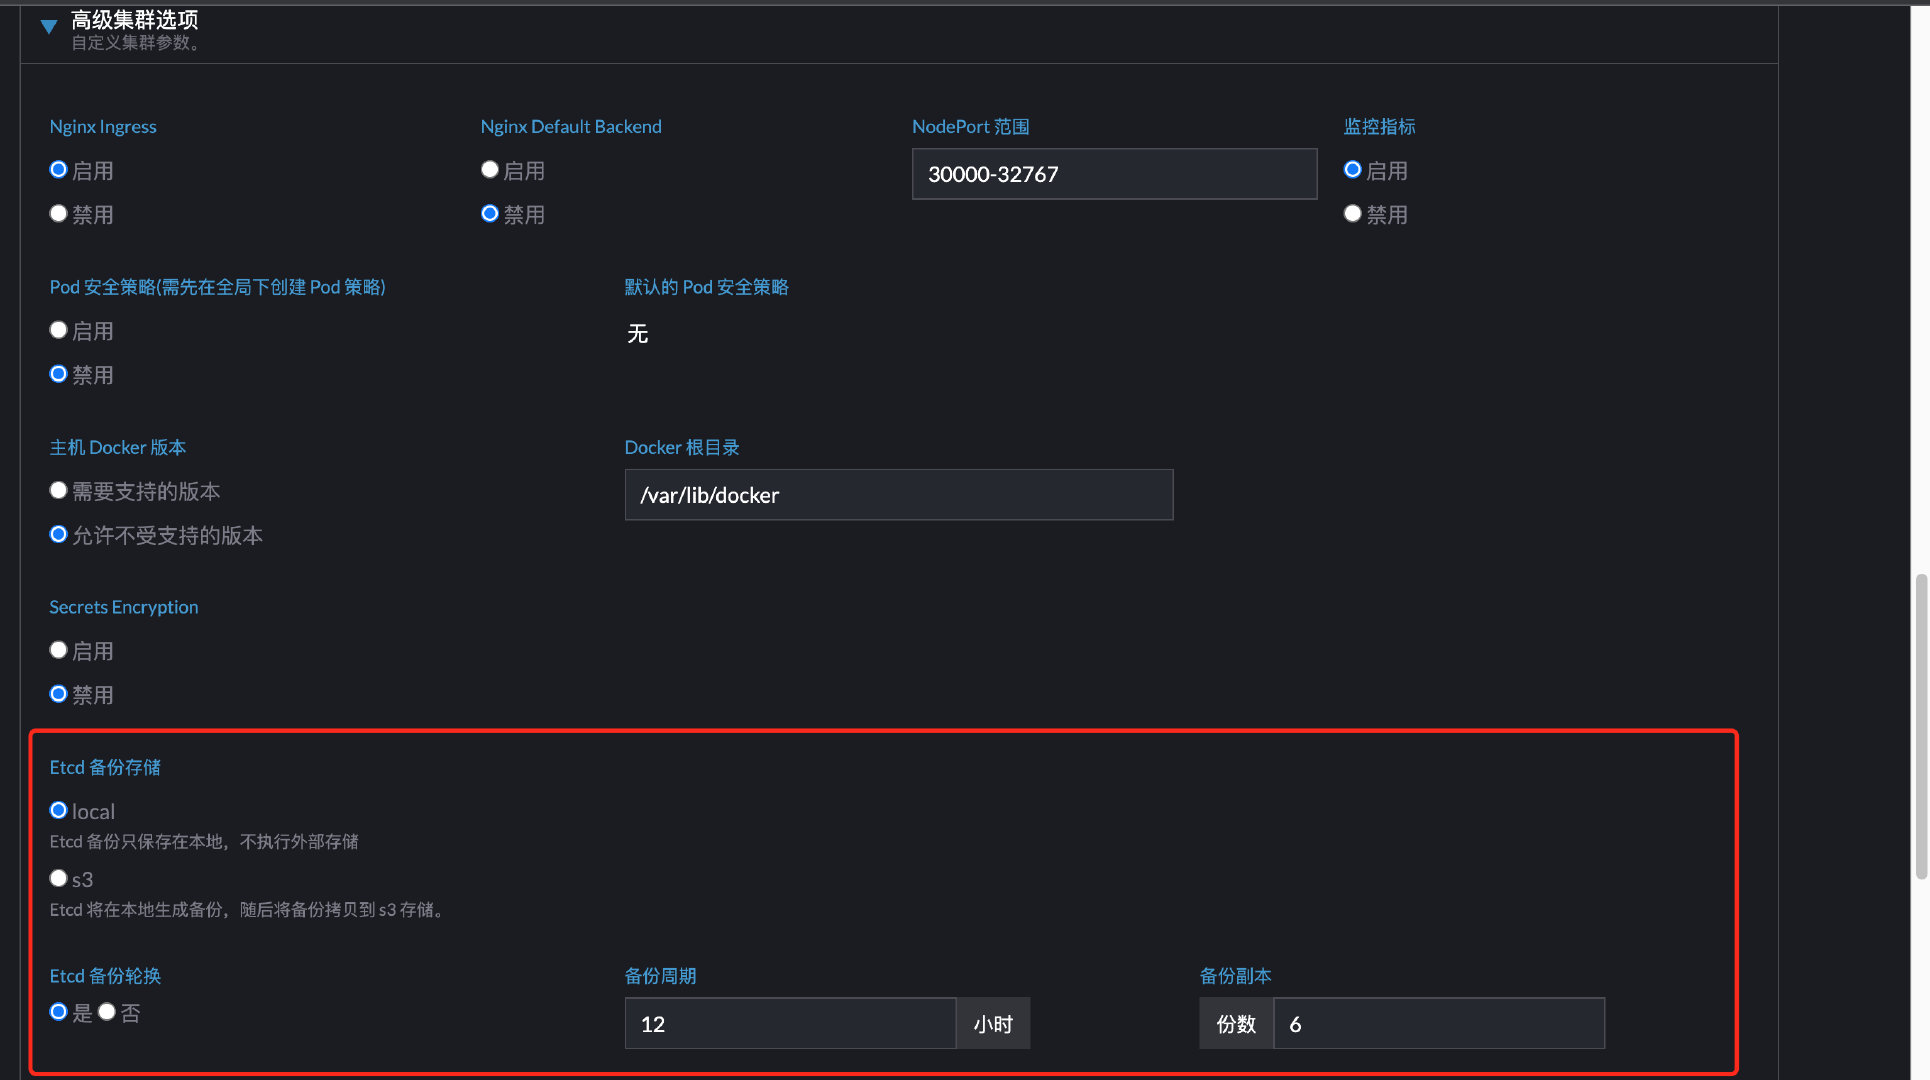 高级集群选项
自定义集群参数。
Nginx Ingress
启用
禁用
Nginx Default Backend
启用
禁用
NodePort 范围
30000-32767
监控指标
启用
禁用
Pod 安全策略(需先在全局下创建 Pod 策略)
启用
禁用
默认的 Pod 安全策略
无
主机 Docker 版本
需要支持的版本
允许不受支持的版本
Docker 根目录
/var/lib/docker
Secrets Encryption
启用
禁用
Etcd 备份存储
local
Etcd 备份只保存在本地，不执行外部存储
s3
Etcd 将在本地生成备份，随后将备份拷贝到 s3 存储。
Etcd 备份轮换
是 否
备份周期
12 小时
备份副本
份数 6